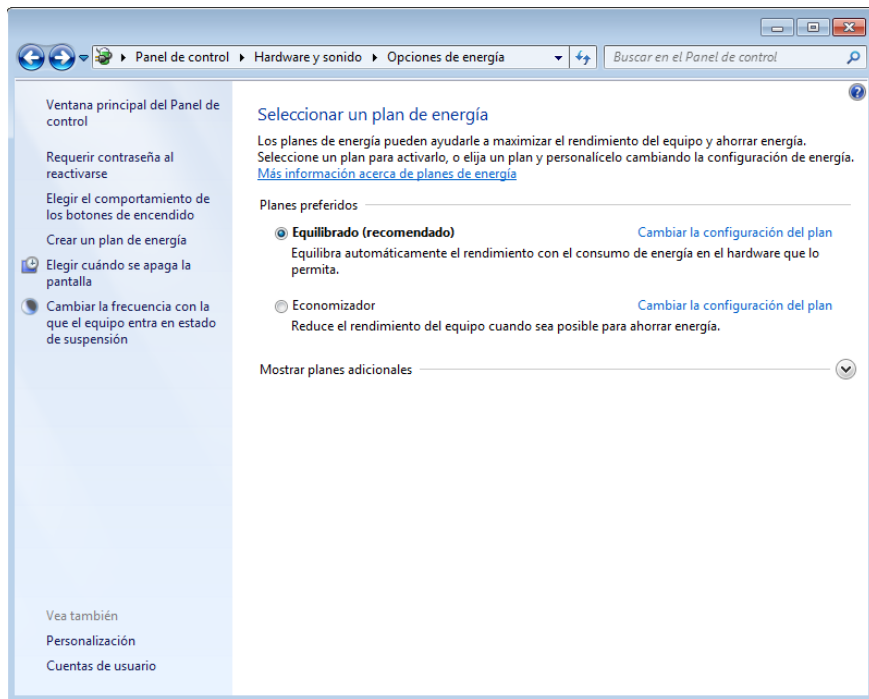 Panel de control ▸ Hardware y sonido ▸ Opciones de energía
Buscar en el Panel de control
Ventana principal del Panel de
control
Requerir contraseña al
reactivarse
Elegir el comportamiento de
los botones de encendido
Crear un plan de energía
Elegir cuándo se apaga la
pantalla
Cambiar la frecuencia con la
que el equipo entra en estado
de suspensión
Vea también
Personalización
Cuentas de usuario
Seleccionar un plan de energía
Los planes de energía pueden ayudarle a maximizar el rendimiento del equipo y ahorrar energía.
Seleccione un plan para activarlo, o elija un plan y personalícelo cambiando la configuración de energía.
Más información acerca de planes de energía
Planes preferidos
Equilibrado (recomendado) Cambiar la configuración del plan
Equilibra automáticamente el rendimiento con el consumo de energía en el hardware que lo
permita.
Economizador Cambiar la configuración del plan
Reduce el rendimiento del equipo cuando sea posible para ahorrar energía.
Mostrar planes adicionales